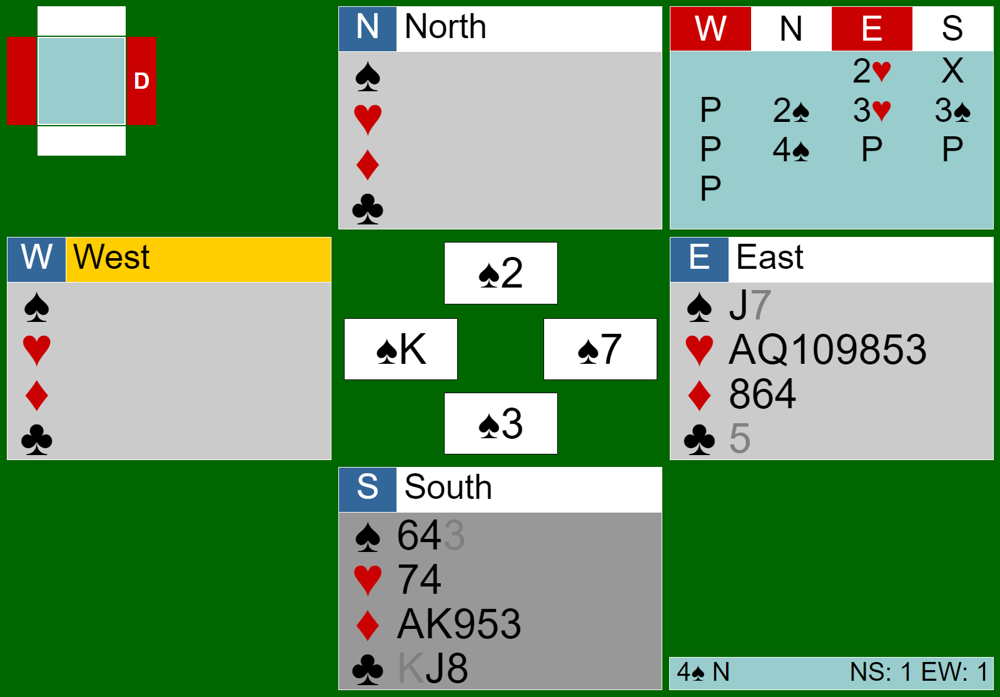 D
N North
♠
♥
♦
♣
W N E S
2♥ X
P 2♠ 3♥ 3♠
P 4♠ P P
P
W West
♠
♥
♦
♣
♠2
♠K ♠7
♠3
E East
♠ J7
♥ AQ109853
♦ 864
♣ 5
S South
♠ 643
♥ 74
♦ AK953
♣ KJ8
4♠ N NS: 1 EW: 1